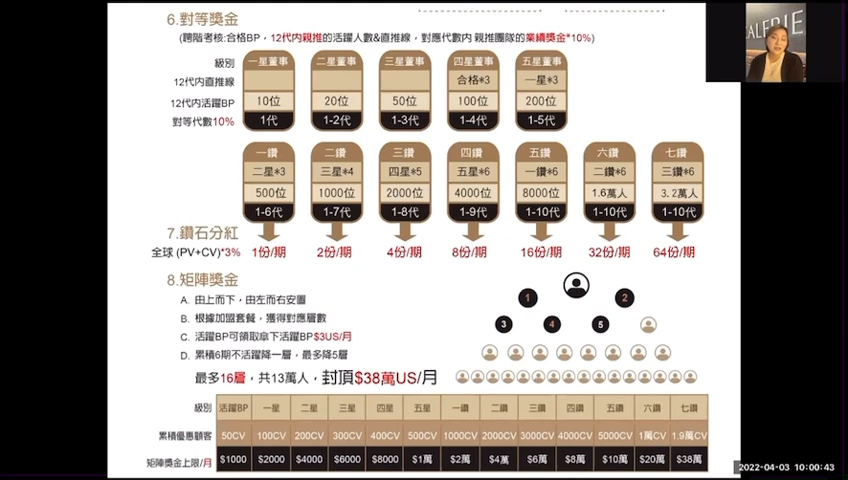 6.對等獎金
(聘階考核:合格BP，12代内親推的活躍人數&直推線，對應代數内 親推團隊的業績獎金*10%)
級別 一星董事 二星董事 三星董事 四星董事 五星董事
12代内直推線 合格*3 一星*3
12代内活躍BP 10位 20位 50位 100位 200位
對等代數10% 1代 1-2代 1-3代 1-4代 1-5代
一鑽 二鑽 三鑽 四鑽 五鑽 六鑽 七鑽
二星*3 三星*4 四星*5 五星*6 一鑽*6 二鑽*6 三鑽*6
500位 1000位 2000位 4000位 8000位 1.6萬人 3.2萬人
1-6代 1-7代 1-8代 1-9代 1-10代 1-10代 1-10代
7.鑽石分紅
全球 (PV+CV)*3% 1份/期 2份/期 4份/期 8份/期 16份/期 32份/期 64份/期
8.矩陣獎金
A. 由上而下，由左而右安置
B. 根據加盟套餐，獲得對應層數
C. 活躍BP可領取傘下活躍BP$3US/月
D. 累積6期不活躍降一層，最多降5層
最多16層，共13萬人，封頂$38萬US/月
1 2
3 4 5
級別 活躍BP 一星 二星 三星 四星 五星 一鑽 二鑽 三鑽 四鑽 五鑽 六鑽 七鑽
累積優惠顧客 50CV 100CV 200CV 300CV 400CV 500CV 1000CV 2000CV 3000CV 4000CV 5000CV 1萬CV 1.9萬CV
矩陣獎金上限/月 $1000 $2000 $4000 $6000 $8000 $1萬 $2萬 $4萬 $6萬 $8萬 $10萬 $20萬 $38萬
2022-04-03 10:00:43